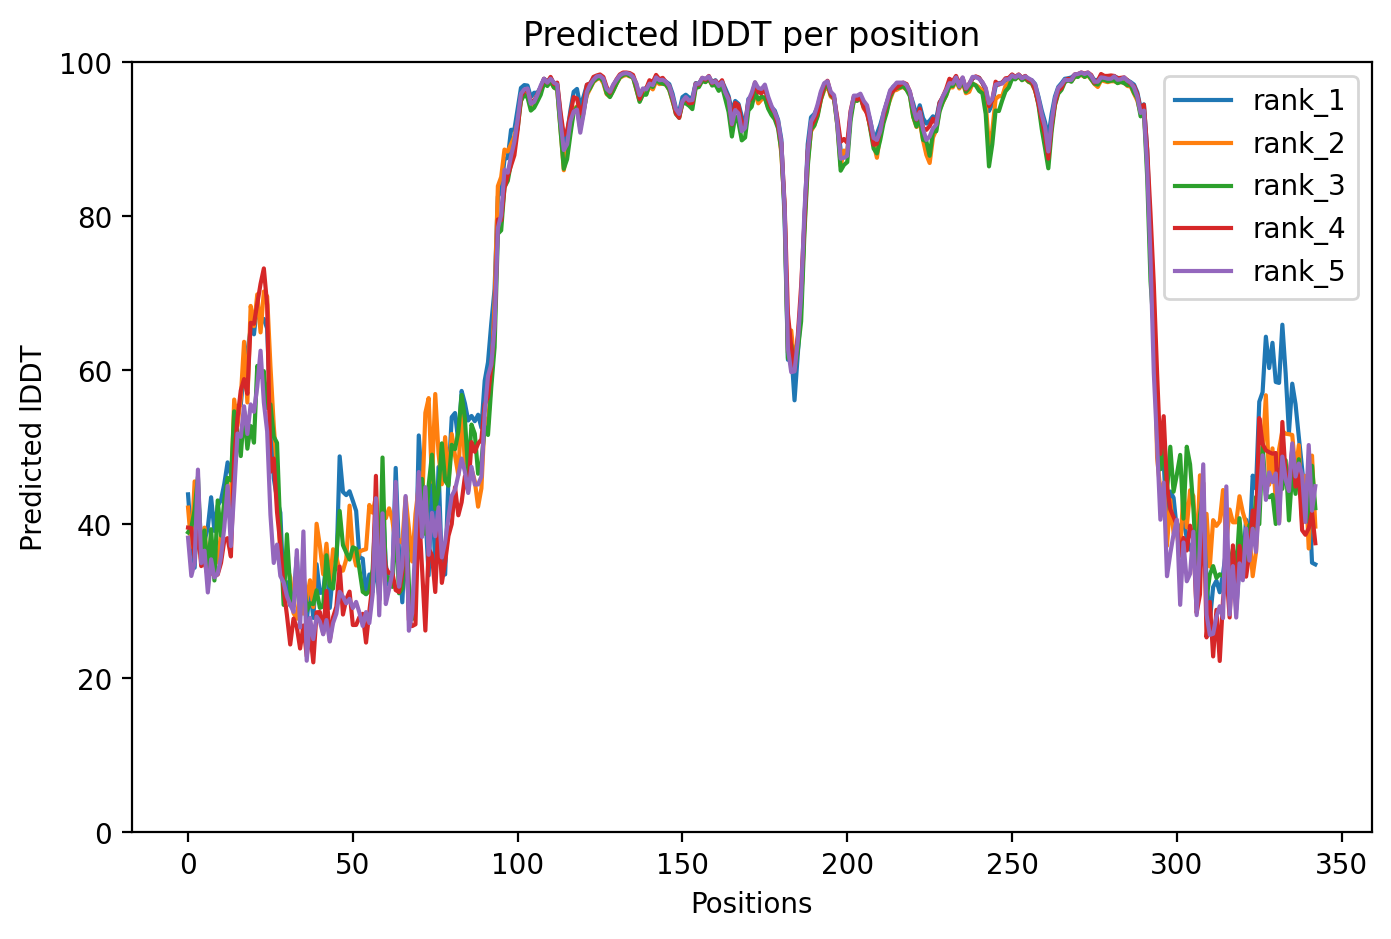 Predicted lDDT per position
100
80
60
40
20
0
Predicted lDDT
rank_1
rank_2
rank_3
rank_4
rank_5
0 50 100 150 200 250 300 350
Positions